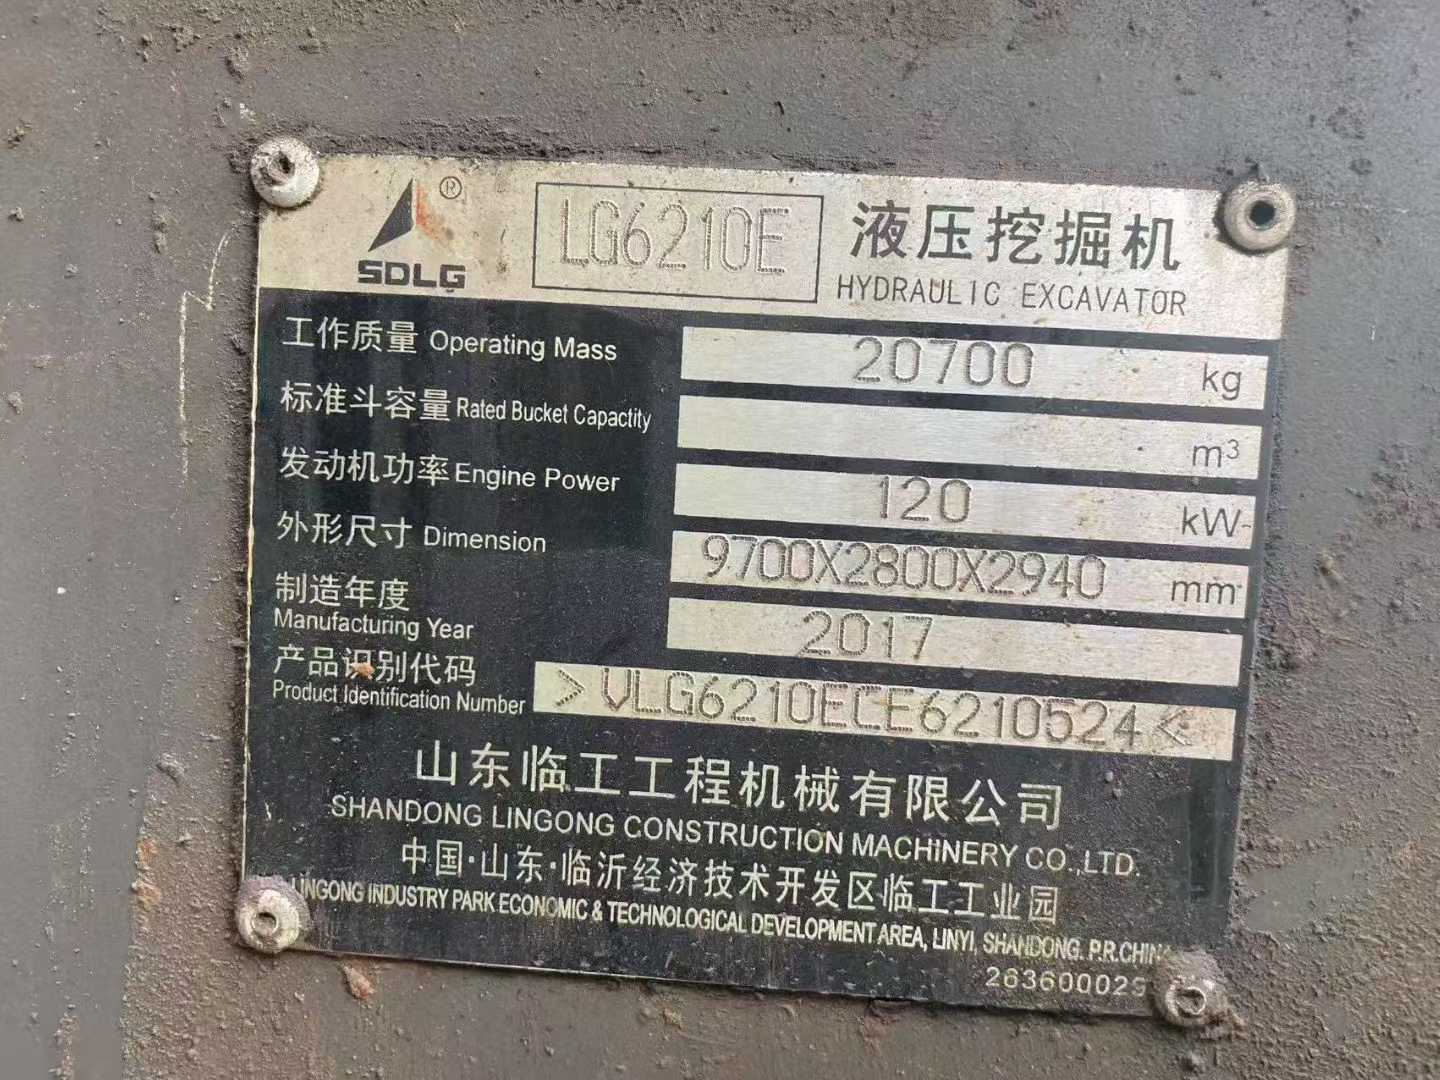 ®
SDLG
LG6210E
液压挖掘机
HYDRAULIC EXCAVATOR
工作质量 Operating Mass 20700 kg
标准斗容量 Rated Bucket Capactity m³
发动机功率 Engine Power 120 kW
外形尺寸 Dimension 9700X2800X2940 mm
制造年度
Manufacturing Year 2017
产品识别代码
Product Identification Number > VLG6210ECE6210524 <
山东临工工程机械有限公司
SHANDONG LINGONG CONSTRUCTION MACHINERY CO.,LTD.
中国·山东·临沂经济技术开发区临工工业园
LINGONG INDUSTRY PARK ECONOMIC & TECHNOLOGICAL DEVELOPMENT AREA, LINYI, SHANDONG. P.R.CHINA